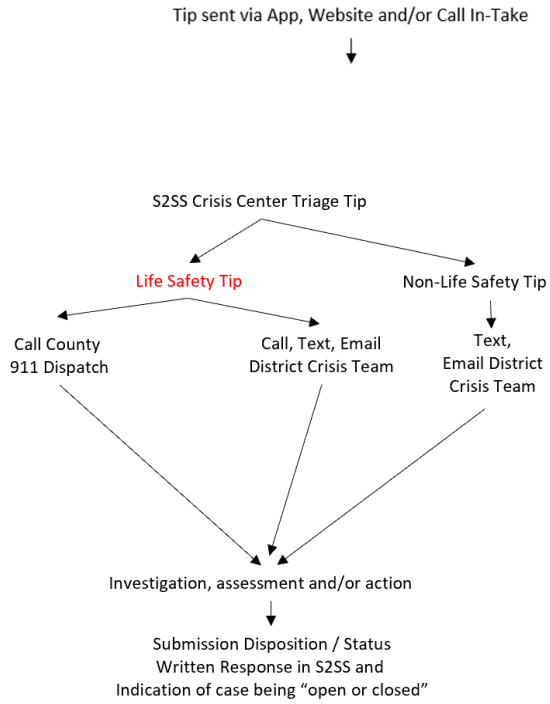 Tip sent via App, Website and/or Call In-Take
S2SS Crisis Center Triage Tip
Life Safety Tip
Non-Life Safety Tip
Call County
911 Dispatch
Call, Text, Email
District Crisis Team
Text,
Email District
Crisis Team
Investigation, assessment and/or action
Submission Disposition / Status
Written Response in S2SS and
Indication of case being “open or closed”